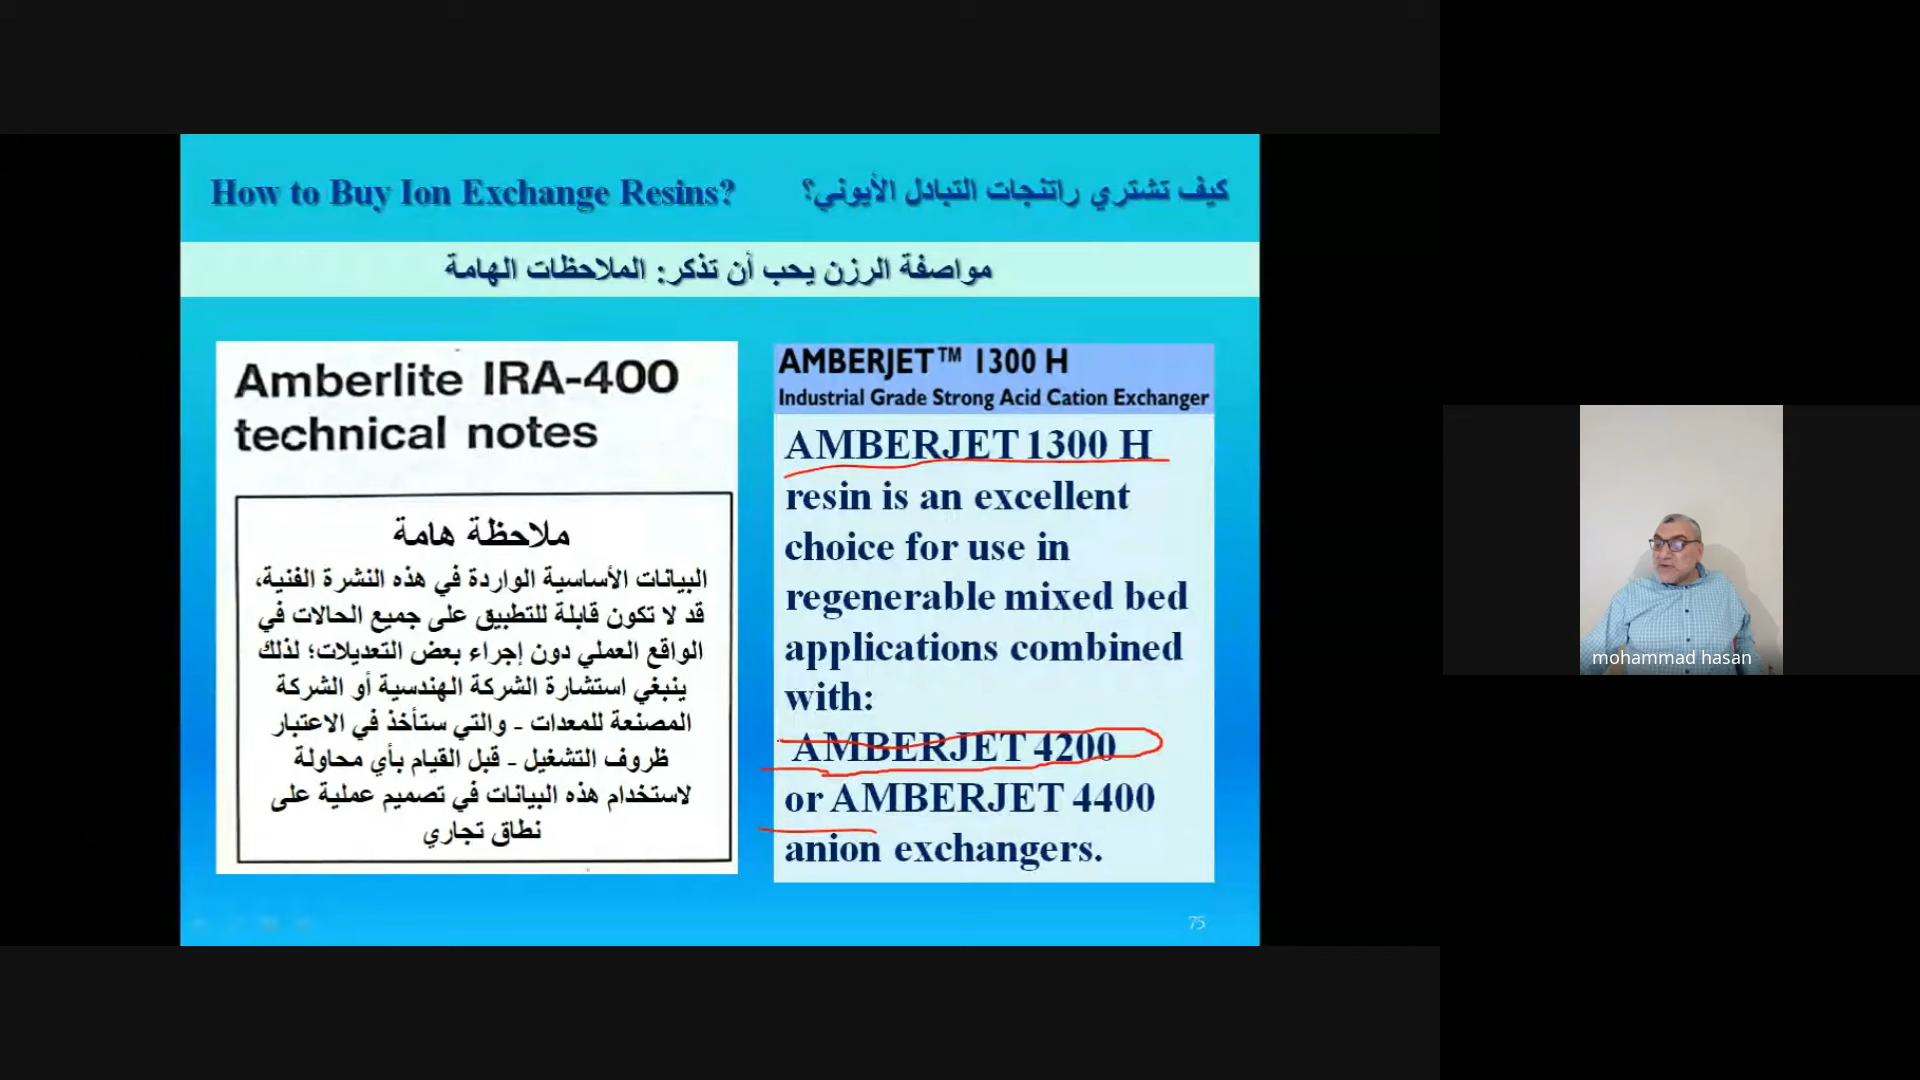 How to Buy Ion Exchange Resins?
كيف تشتري راتنجات التبادل الأيوني؟
مواصفة الرزن يحب أن تذكر: الملاحظات الهامة
Amberlite IRA-400
technical notes
ملاحظة هامة
البيانات الأساسية الواردة في هذه النشرة الفنية،
قد لا تكون قابلة للتطبيق على جميع الحالات في
الواقع العملي دون إجراء بعض التعديلات؛ لذلك
ينبغي استشارة الشركة الهندسية أو الشركة
المصنعة للمعدات - والتي ستأخذ في الاعتبار
ظروف التشغيل - قبل القيام بأي محاولة
لاستخدام هذه البيانات في تصميم عملية على
نطاق تجاري
AMBERJET™ 1300 H
Industrial Grade Strong Acid Cation Exchanger
AMBERJET 1300 H
resin is an excellent
choice for use in
regenerable mixed bed
applications combined
with:
AMBERJET 4200
or AMBERJET 4400
anion exchangers.
75
mohammad hasan